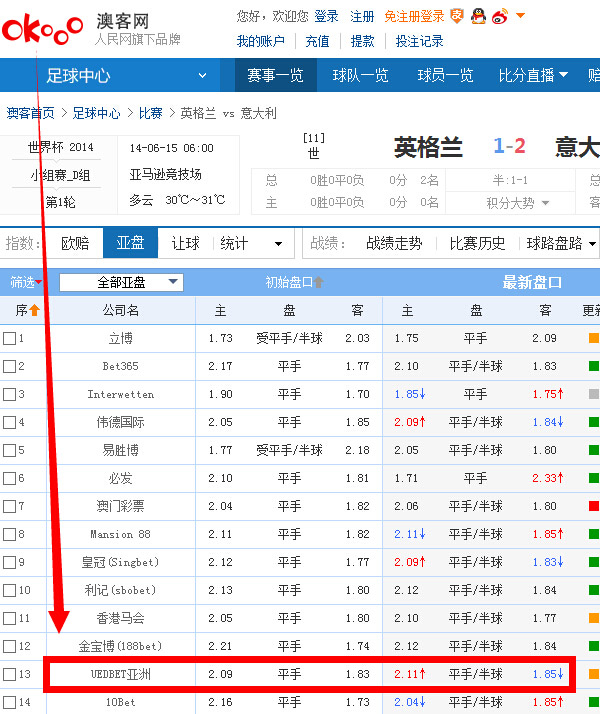 okooo 澳客网
人民网旗下品牌
您好，欢迎您 登录 注册 免注册登录
我的账户 充值 提款 投注记录
足球中心 赛事一览 球队一览 球员一览 比分直播
澳客首页 > 足球中心 > 比赛 > 英格兰 vs 意大利
世界杯 2014
小组赛_D组
第1轮
14-06-15 06:00
亚马逊竞技场
多云 30℃～31℃
[11]
世
英格兰 1-2 意大
总 0胜0平0负 0分 2名
主 0胜0平0负 0分 0名
半:1-1
积分大势
总
客
指数: 欧赔 亚盘 让球 统计 战绩: 战绩走势 比赛历史 球路盘路
筛选 全部亚盘 初始盘口 最新盘口
序 公司名 主 盘 客 主 盘 客 更新
1 立博 1.73 受平手/半球 2.03 1.75 平手 2.09
2 Bet365 2.17 平手 1.77 2.10 平手/半球 1.83
3 Interwetten 1.90 平手 1.70 1.85↓ 平手 1.75↑
4 伟德国际 2.05 平手 1.85 2.09↑ 平手/半球 1.84↓
5 易胜博 1.77 受平手/半球 2.18 2.05 平手/半球 1.80
6 必发 2.10 平手 1.81 1.71 平手 2.33↑
7 澳门彩票 2.04 平手 1.82 2.06 平手/半球 1.80
8 Mansion 88 2.11 平手 1.82 2.11↓ 平手/半球 1.85↑
9 皇冠(Singbet) 2.12 平手 1.77 2.09↑ 平手/半球 1.83↓
10 利记(sbobet) 2.13 平手 1.80 2.12 平手/半球 1.84
11 香港马会 2.05 平手 1.80 2.10 平手/半球 1.77
12 金宝博(188bet) 2.21 平手 1.74 2.12 平手/半球 1.84
13 UEDBET亚洲 2.09 平手 1.83 2.11↑ 平手/半球 1.85↓
14 10Bet 2.16 平手 1.73 2.04↓ 平手/半球 1.85↑